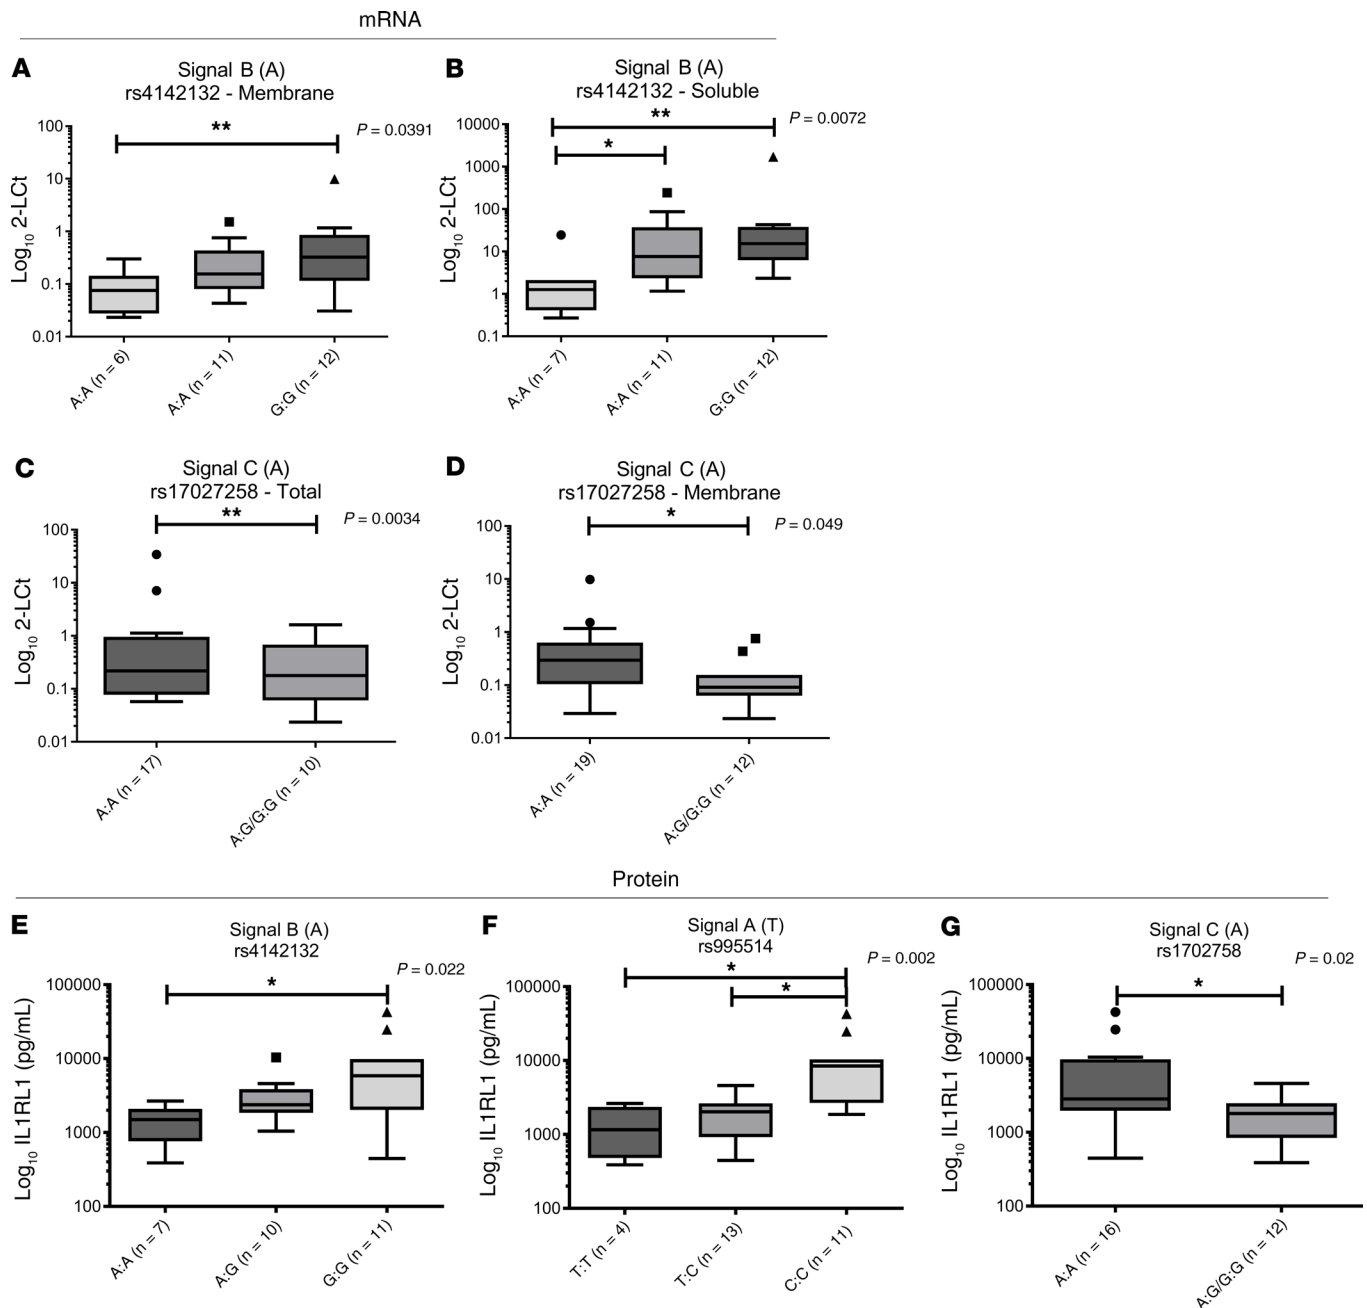 mRNA
A
Signal B (A)
rs4142132 - Membrane
**
P = 0.0391
Log10 2-LCt
100
10
1
0.1
0.01
A:A (n = 6)
A:A (n = 11)
G:G (n = 12)
B
Signal B (A)
rs4142132 - Soluble
**
*
P = 0.0072
Log10 2-LCt
10000
1000
100
10
1
0.1
A:A (n = 7)
A:A (n = 11)
G:G (n = 12)
C
Signal C (A)
rs17027258 - Total
**
P = 0.0034
Log10 2-LCt
100
10
1
0.1
0.01
A:A (n = 17)
A:G/G:G (n = 10)
D
Signal C (A)
rs17027258 - Membrane
*
P = 0.049
Log10 2-LCt
100
10
1
0.1
0.01
A:A (n = 19)
A:G/G:G (n = 12)
Protein
E
Signal B (A)
rs4142132
*
P = 0.022
Log10 IL1RL1 (pg/mL)
100000
10000
1000
100
A:A (n = 7)
A:G (n = 10)
G:G (n = 11)
F
Signal A (T)
rs995514
*
*
P = 0.002
Log10 IL1RL1 (pg/mL)
100000
10000
1000
100
T:T (n = 4)
T:C (n = 13)
C:C (n = 11)
G
Signal C (A)
rs1702758
*
P = 0.02
Log10 IL1RL1 (pg/mL)
100000
10000
1000
100
A:A (n = 16)
A:G/G:G (n = 12)